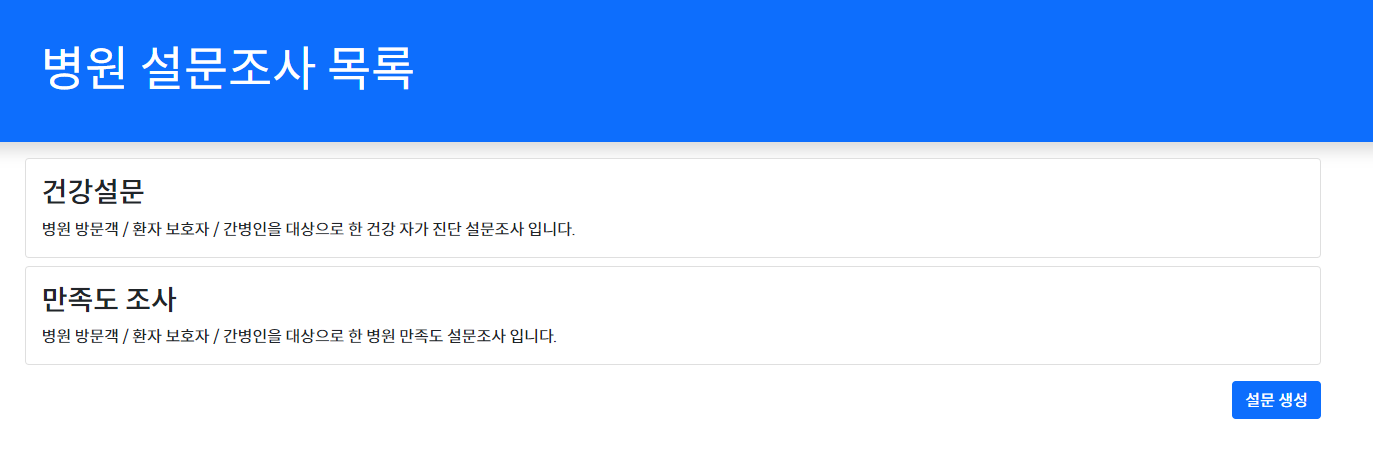 병원 설문조사 목록
건강설문
병원 방문객 / 환자 보호자 / 간병인을 대상으로 한 건강 자가 진단 설문조사 입니다.
만족도 조사
병원 방문객 / 환자 보호자 / 간병인을 대상으로 한 병원 만족도 설문조사 입니다.
설문 생성